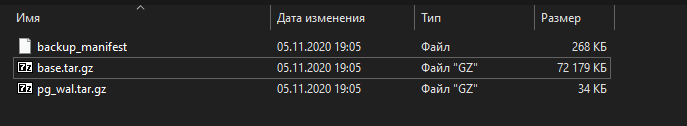 Имя Дата изменения Тип Размер
backup_manifest 05.11.2020 19:05 Файл 268 КБ
base.tar.gz 05.11.2020 19:05 Файл "GZ" 72 179 КБ
pg_wal.tar.gz 05.11.2020 19:05 Файл "GZ" 34 КБ